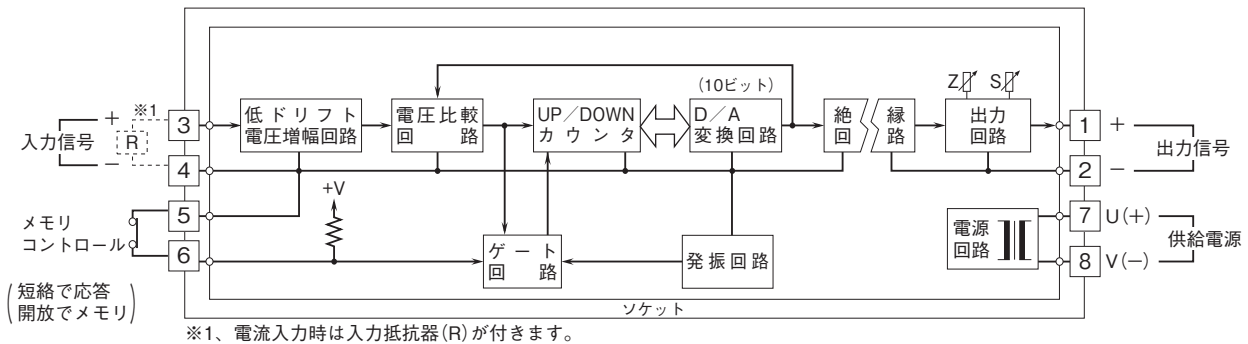 (10ビット)
Z
S
※1
+
3
低ドリフト
電圧増幅回路
電圧比較
回路
UP/DOWN
カウンタ
D/A
変換回路
絶縁
回路
出力
回路
1
+
入力信号
R
出力信号
−
4
2
−
+V
メモリ
コントロール
5
6
ゲート
回路
発振回路
電源
回路
7
U(+)
供給電源
8
V(−)
(短絡で応答
開放でメモリ)
ソケット
※1、電流入力時は入力抵抗器(R)が付きます。